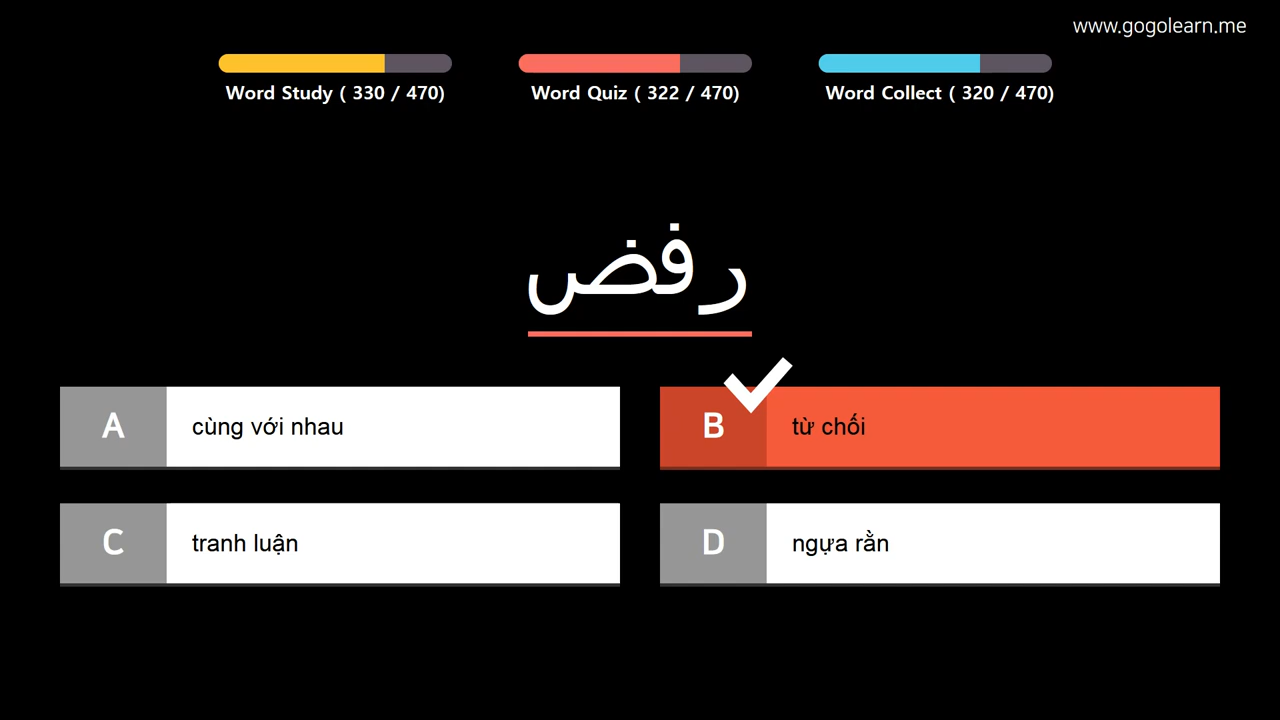 www.gogolearn.me
Word Study ( 330 / 470)
Word Quiz ( 322 / 470)
Word Collect ( 320 / 470)
رفض
A
cùng với nhau
B
từ chối
C
tranh luận
D
ngựa rằn